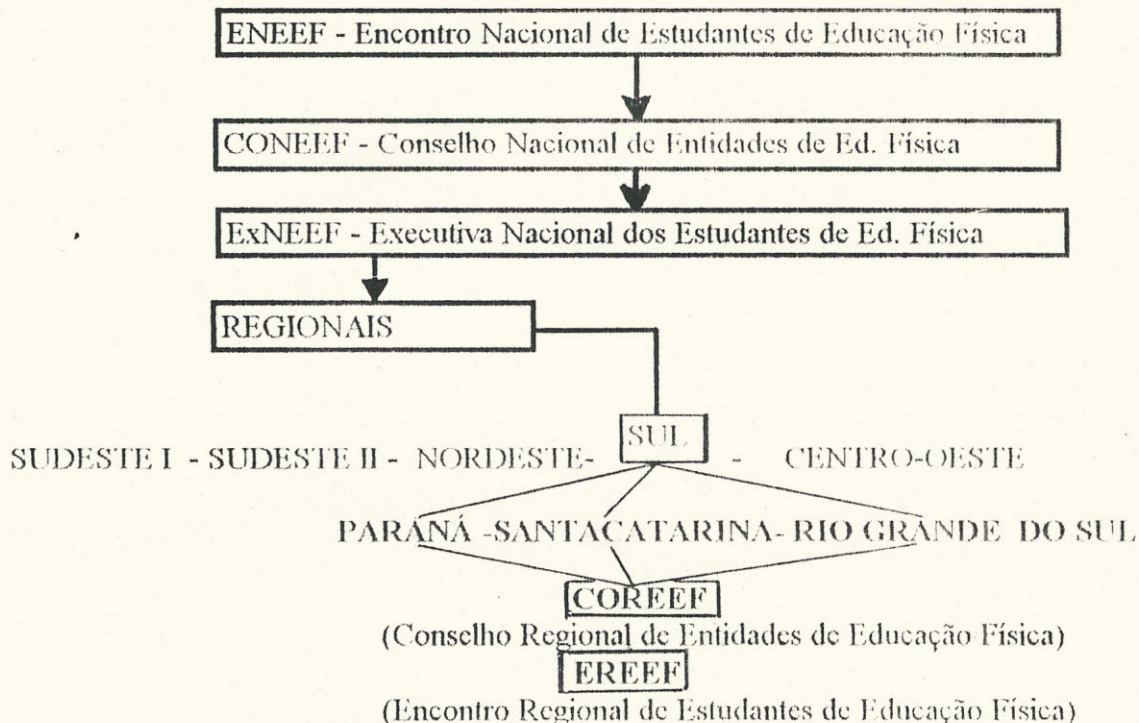 ENEEF - Encontro Nacional de Estudantes de Educação Física
CONEEF - Conselho Nacional de Entidades de Ed. Física
ExNEEF - Executiva Nacional dos Estudantes de Ed. Física
REGIONAIS
SUL
SUDESTE I - SUDESTE II - NORDESTE- - CENTRO-OESTE
PARÁNÁ -SANTACATARINA- RIO GRANDE DO SUL
COREEF
(Conselho Regional de Entidades de Educação Física)
EREEF
(Encontro Regional de Estudantes de Educação Física)